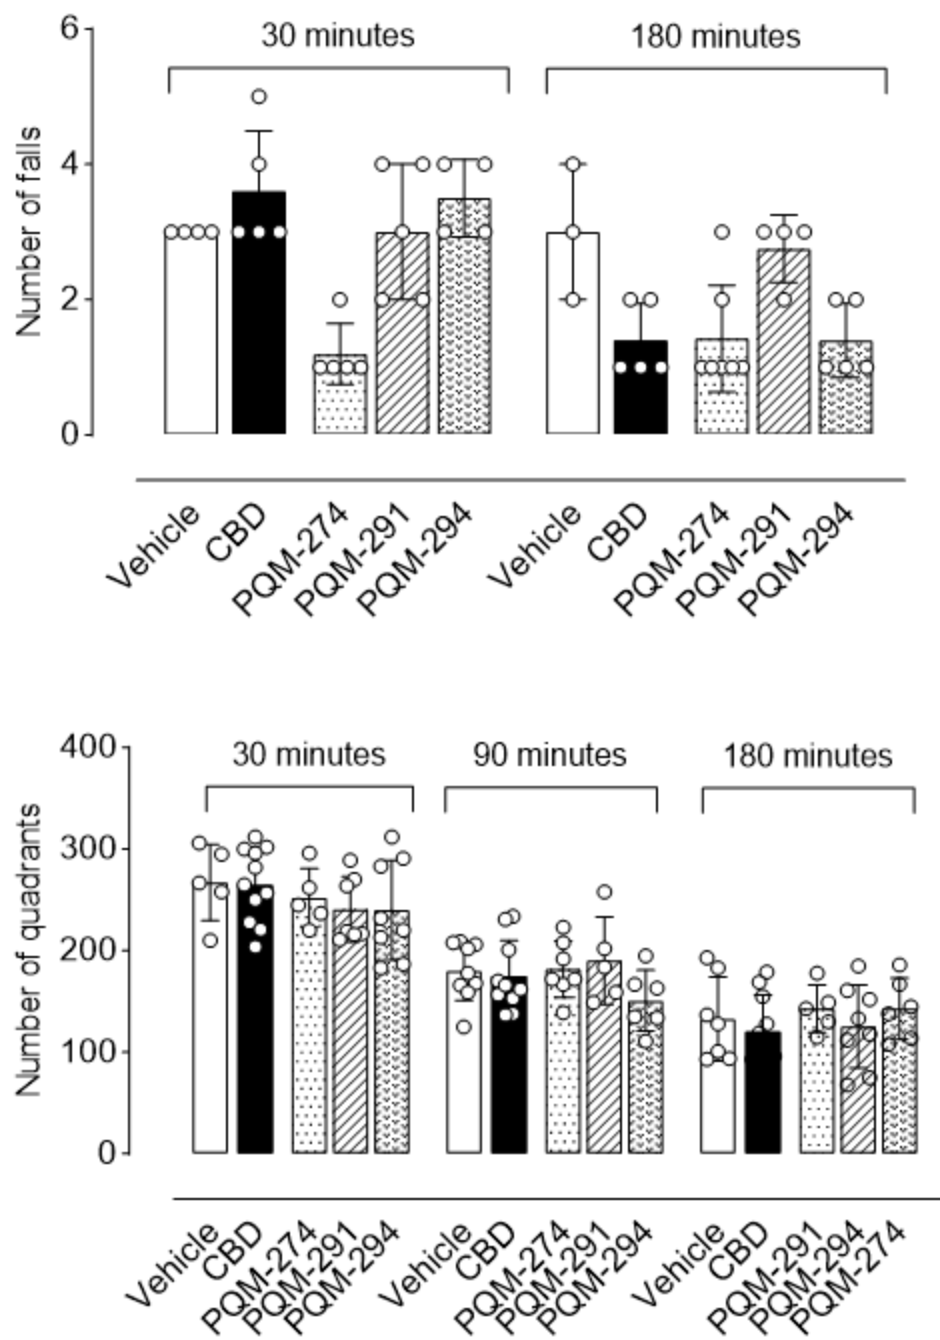 6
30 minutes 180 minutes
4
Number of falls
2
0
Vehicle CBD PQM-274 PQM-291 PQM-294 Vehicle CBD PQM-274 PQM-291 PQM-294
400
30 minutes 90 minutes 180 minutes
300
Number of quadrants
200
100
0
Vehicle CBD PQM-274 PQM-291 PQM-294 Vehicle CBD PQM-274 PQM-291 PQM-294 Vehicle CBD PQM-291 PQM-294 PQM-274